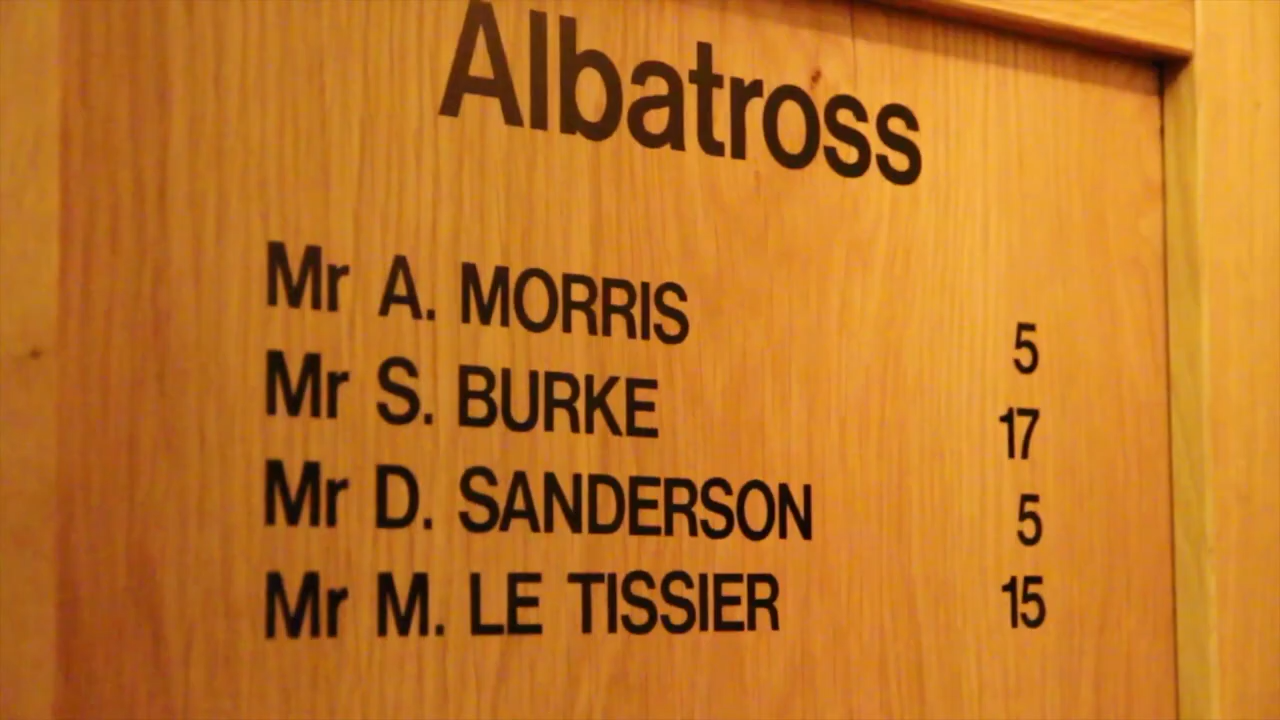 Albatross
Mr A. MORRIS 5
Mr S. BURKE 17
Mr D. SANDERSON 5
Mr M. LE TISSIER 15